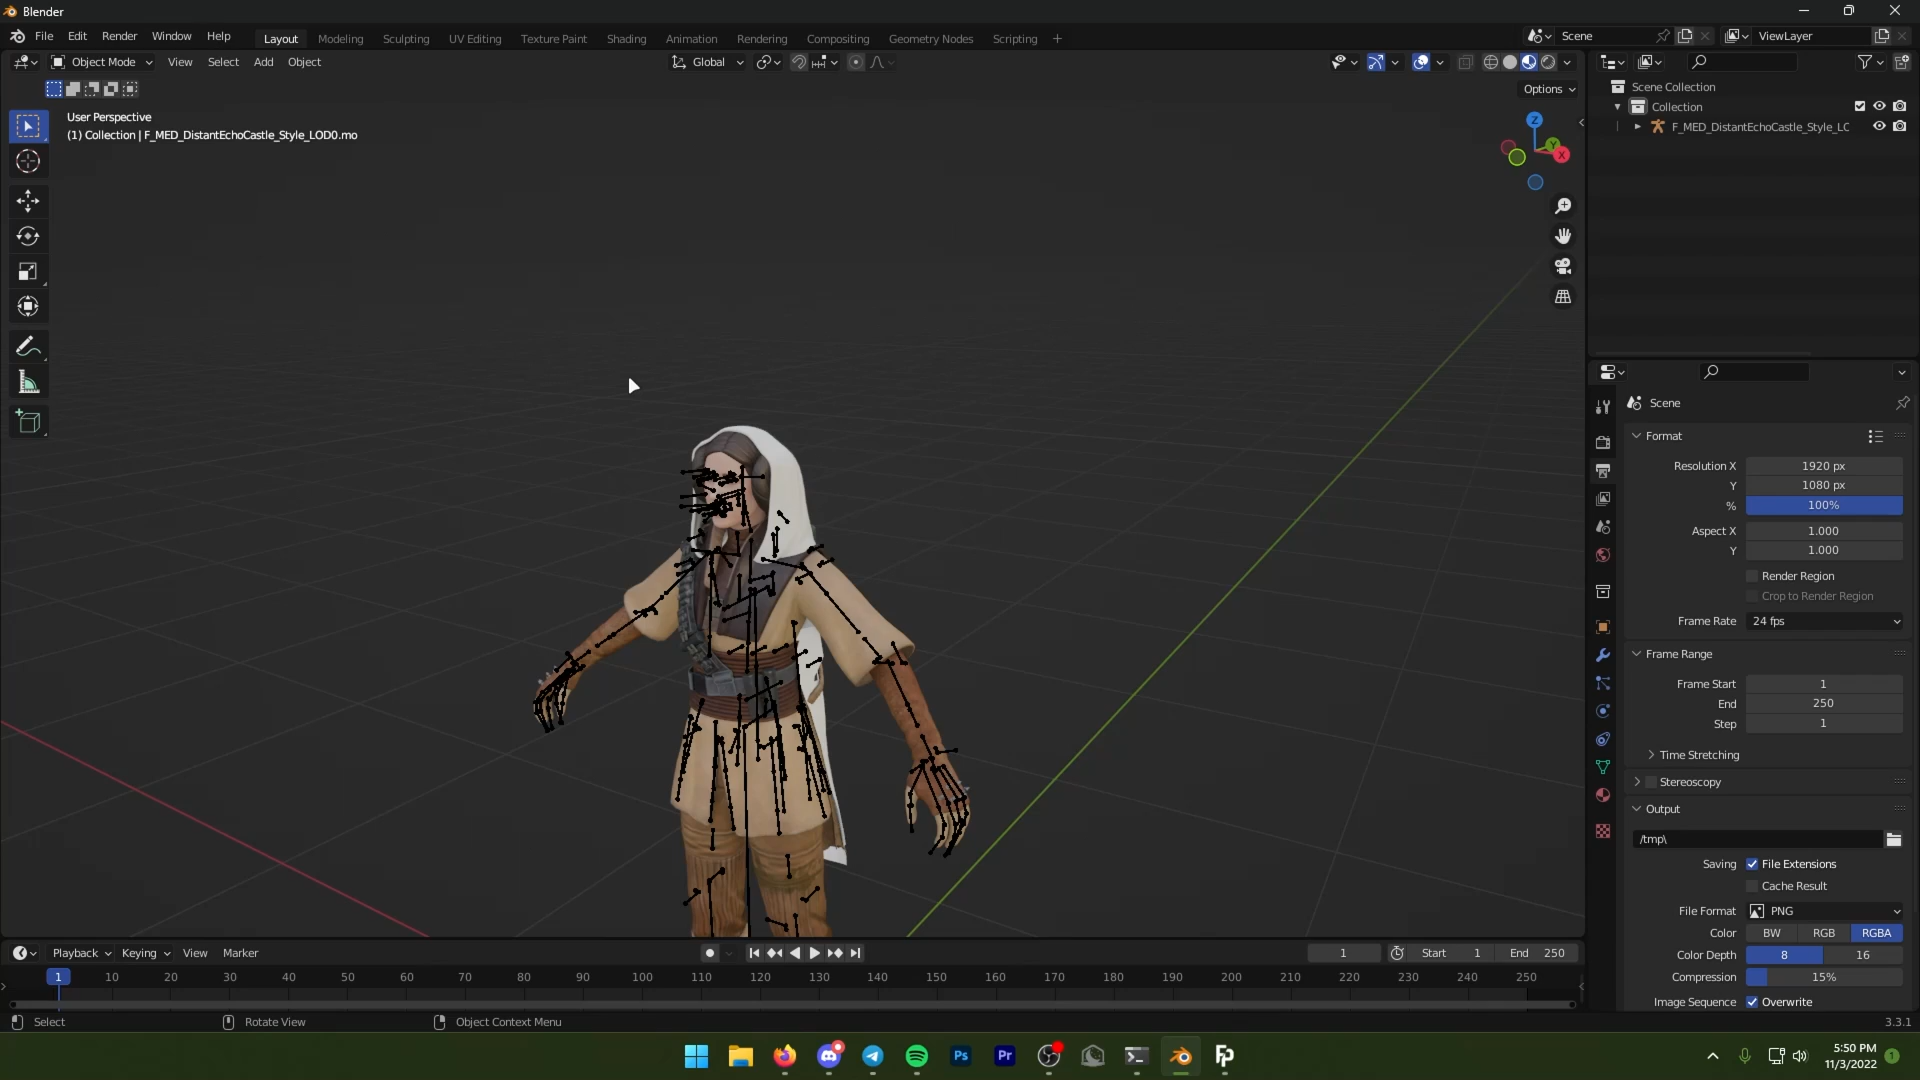 Blender
File Edit Render Window Help
Layout Modeling Sculpting UV Editing Texture Paint Shading Animation Rendering Compositing Geometry Nodes Scripting +
Scene
ViewLayer
Object Mode View Select Add Object
Global
Options
User Perspective
(1) Collection | F_MED_DistantEchoCastle_Style_LOD0.mo
Z
Y
X
Scene Collection
Collection
F_MED_DistantEchoCastle_Style_LC
Scene
Format
Resolution X 1920 px
Y 1080 px
% 100%
Aspect X 1.000
Y 1.000
Render Region
Crop to Render Region
Frame Rate 24 fps
Frame Range
Frame Start 1
End 250
Step 1
Time Stretching
Stereoscopy
Output
/tmp\
Saving File Extensions
Cache Result
File Format PNG
Color BW RGB RGBA
Color Depth 8 16
Compression 15%
Image Sequence Overwrite
Playback Keying View Marker
1 Start 1 End 250
1 10 20 30 40 50 60 70 80 90 100 110 120 130 140 150 160 170 180 190 200 210 220 230 240 250
Select Rotate View Object Context Menu
3.3.1
Ps Pr
5:50 PM
11/3/2022
1